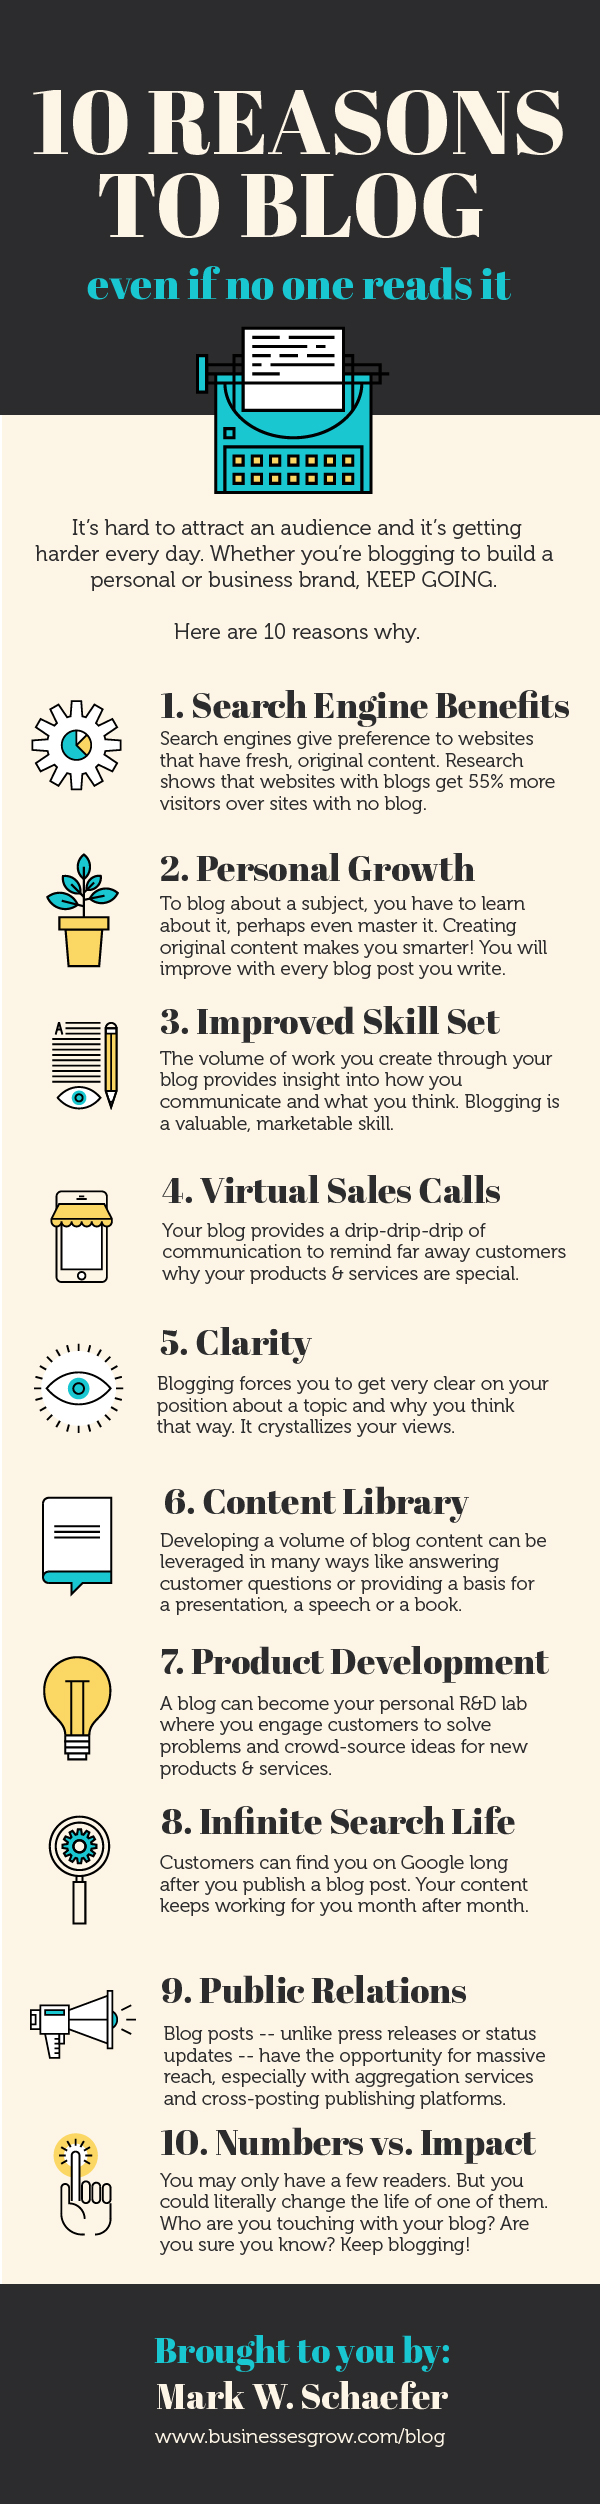 10 REASONS
TO BLOG
even if no one reads it
It's hard to attract an audience and it's getting
harder every day. Whether you're blogging to build a
personal or business brand, KEEP GOING.
Here are 10 reasons why.
1. Search Engine Benefits
Search engines give preference to websites
that have fresh, original content. Research
shows that websites with blogs get 55% more
visitors over sites with no blog.
2. Personal Growth
To blog about a subject, you have to learn
about it, perhaps even master it. Creating
original content makes you smarter! You will
improve with every blog post you write.
A
3. Improved Skill Set
The volume of work you create through your
blog provides insight into how you
communicate and what you think. Blogging is
a valuable, marketable skill.
4. Virtual Sales Calls
Your blog provides a drip-drip-drip of
communication to remind far away customers
why your products & services are special.
5. Clarity
Blogging forces you to get very clear on your
position about a topic and why you think
that way. It crystallizes your views.
6. Content Library
Developing a volume of blog content can be
leveraged in many ways like answering
customer questions or providing a basis for
a presentation, a speech or a book.
7. Product Development
A blog can become your personal R&D lab
where you engage customers to solve
problems and crowd-source ideas for new
products & services.
8. Infinite Search Life
Customers can find you on Google long
after you publish a blog post. Your content
keeps working for you month after month.
9. Public Relations
Blog posts -- unlike press releases or status
updates -- have the opportunity for massive
reach, especially with aggregation services
and cross-posting publishing platforms.
10. Numbers vs. Impact
You may only have a few readers. But you
could literally change the life of one of them.
Who are you touching with your blog? Are
you sure you know? Keep blogging!
Brought to you by:
Mark W. Schaefer
www.businessesgrow.com/blog